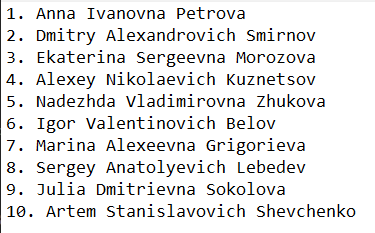 1. Anna Ivanovna Petrova
2. Dmitry Alexandrovich Smirnov
3. Ekaterina Sergeevna Morozova
4. Alexey Nikolaevich Kuznetsov
5. Nadezhda Vladimirovna Zhukova
6. Igor Valentinovich Belov
7. Marina Alexeevna Grigorieva
8. Sergey Anatolyevich Lebedev
9. Julia Dmitrievna Sokolova
10. Artem Stanislavovich Shevchenko